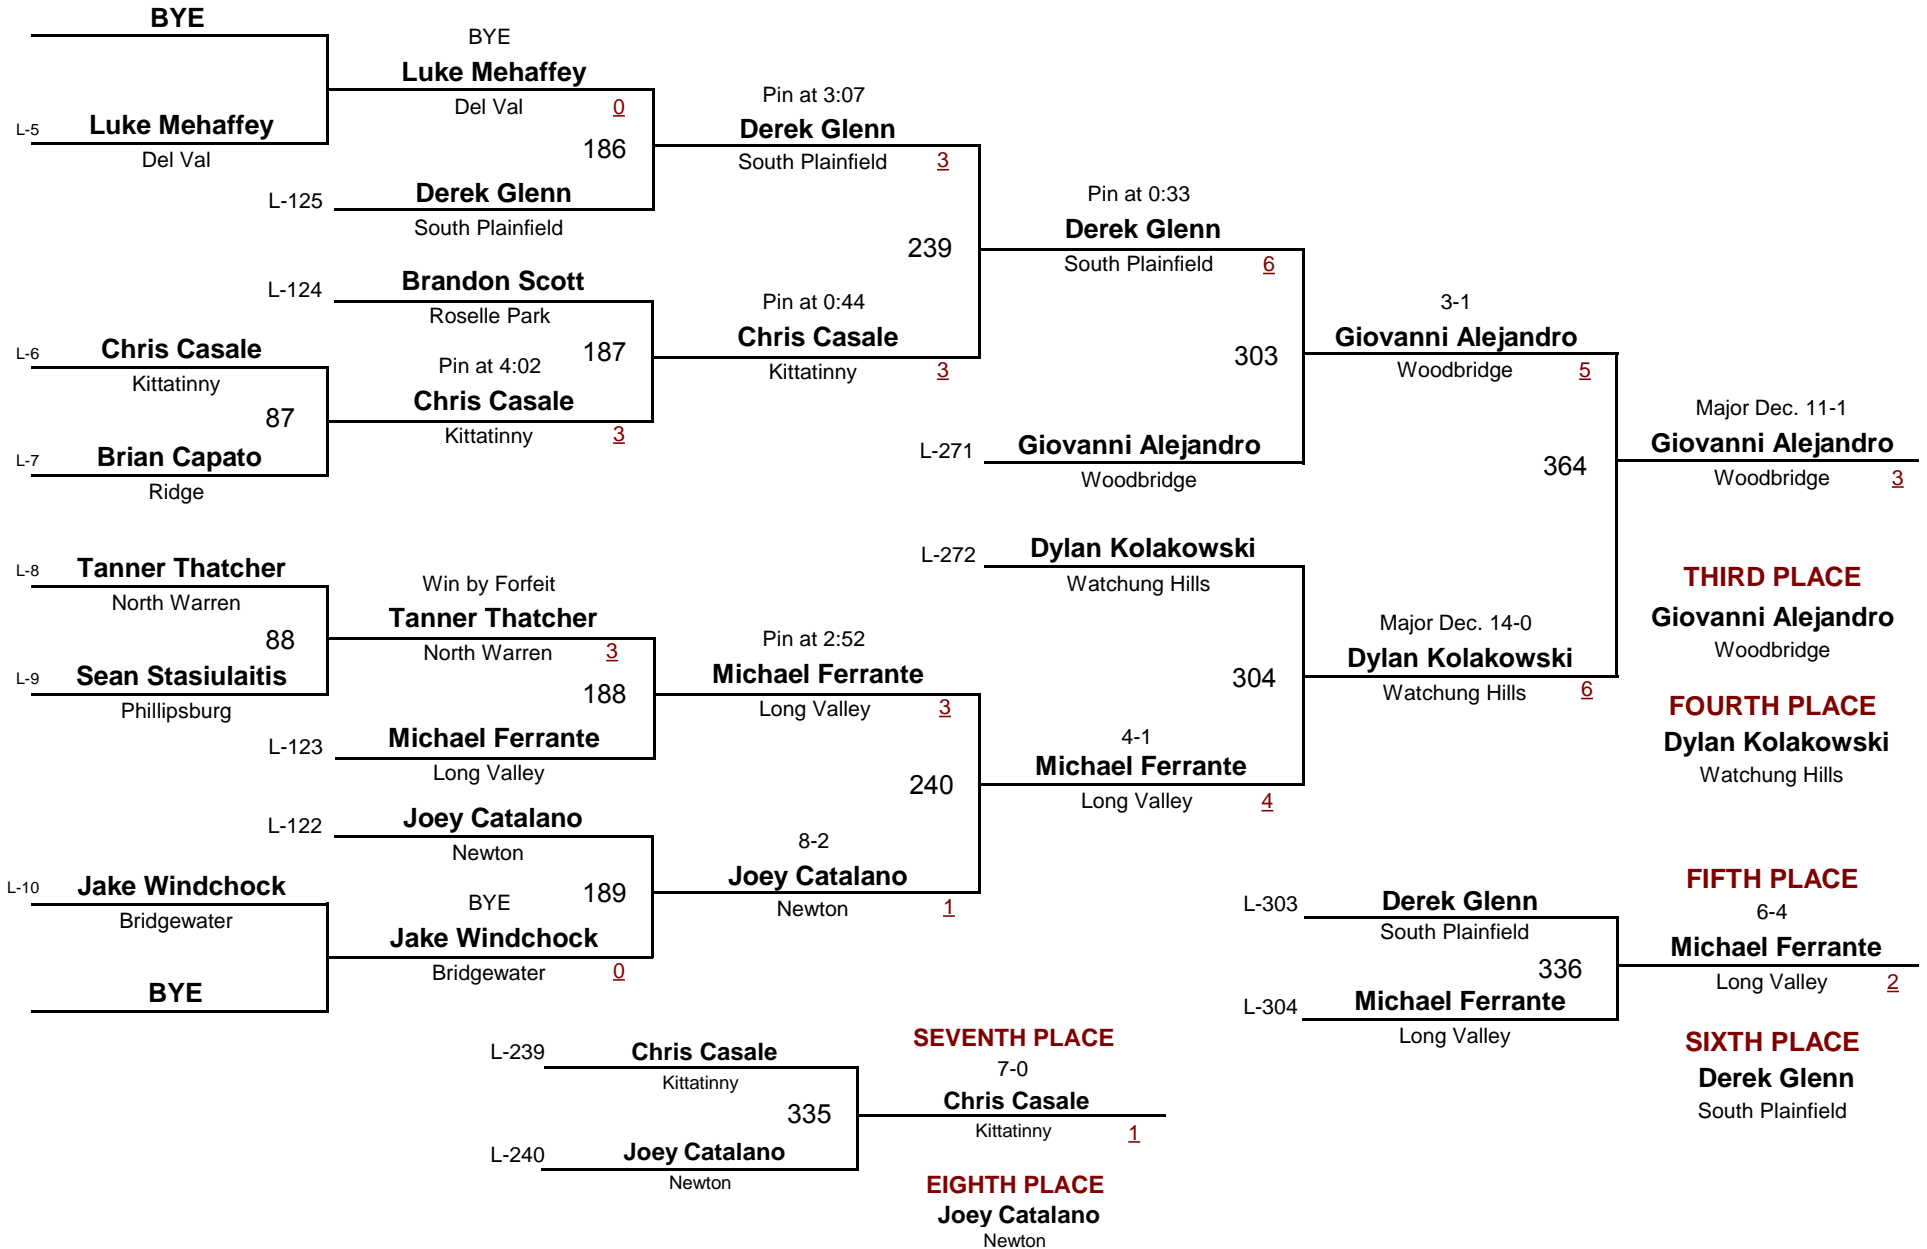 BYE
L-5
Luke Mehaffey
Del Val
BYE
Luke Mehaffey
Del Val
0
186
L-125
Derek Glenn
South Plainfield
Pin at 3:07
Derek Glenn
South Plainfield
3
L-124
Brandon Scott
Roselle Park
L-6
Chris Casale
Kittatinny
87
L-7
Brian Capato
Ridge
Pin at 4:02
Chris Casale
Kittatinny
3
187
Pin at 0:44
Chris Casale
Kittatinny
3
239
Pin at 0:33
Derek Glenn
South Plainfield
6
303
L-271
Giovanni Alejandro
Woodbridge
3-1
Giovanni Alejandro
Woodbridge
5
364
Major Dec. 11-1
Giovanni Alejandro
Woodbridge
3
L-8
Tanner Thatcher
North Warren
88
L-9
Sean Stasiulaitis
Phillipsburg
Win by Forfeit
Tanner Thatcher
North Warren
3
188
L-123
Michael Ferrante
Long Valley
Pin at 2:52
Michael Ferrante
Long Valley
3
L-122
Joey Catalano
Newton
L-10
Jake Windchock
Bridgewater
BYE
BYE
Jake Windchock
Bridgewater
0
189
8-2
Joey Catalano
Newton
1
240
4-1
Michael Ferrante
Long Valley
4
L-272
Dylan Kolakowski
Watchung Hills
304
Major Dec. 14-0
Dylan Kolakowski
Watchung Hills
6
THIRD PLACE
Giovanni Alejandro
Woodbridge
FOURTH PLACE
Dylan Kolakowski
Watchung Hills
L-303
Derek Glenn
South Plainfield
336
L-304
Michael Ferrante
Long Valley
FIFTH PLACE
6-4
Michael Ferrante
Long Valley
2
SIXTH PLACE
Derek Glenn
South Plainfield
L-239
Chris Casale
Kittatinny
335
L-240
Joey Catalano
Newton
SEVENTH PLACE
7-0
Chris Casale
Kittatinny
1
EIGHTH PLACE
Joey Catalano
Newton